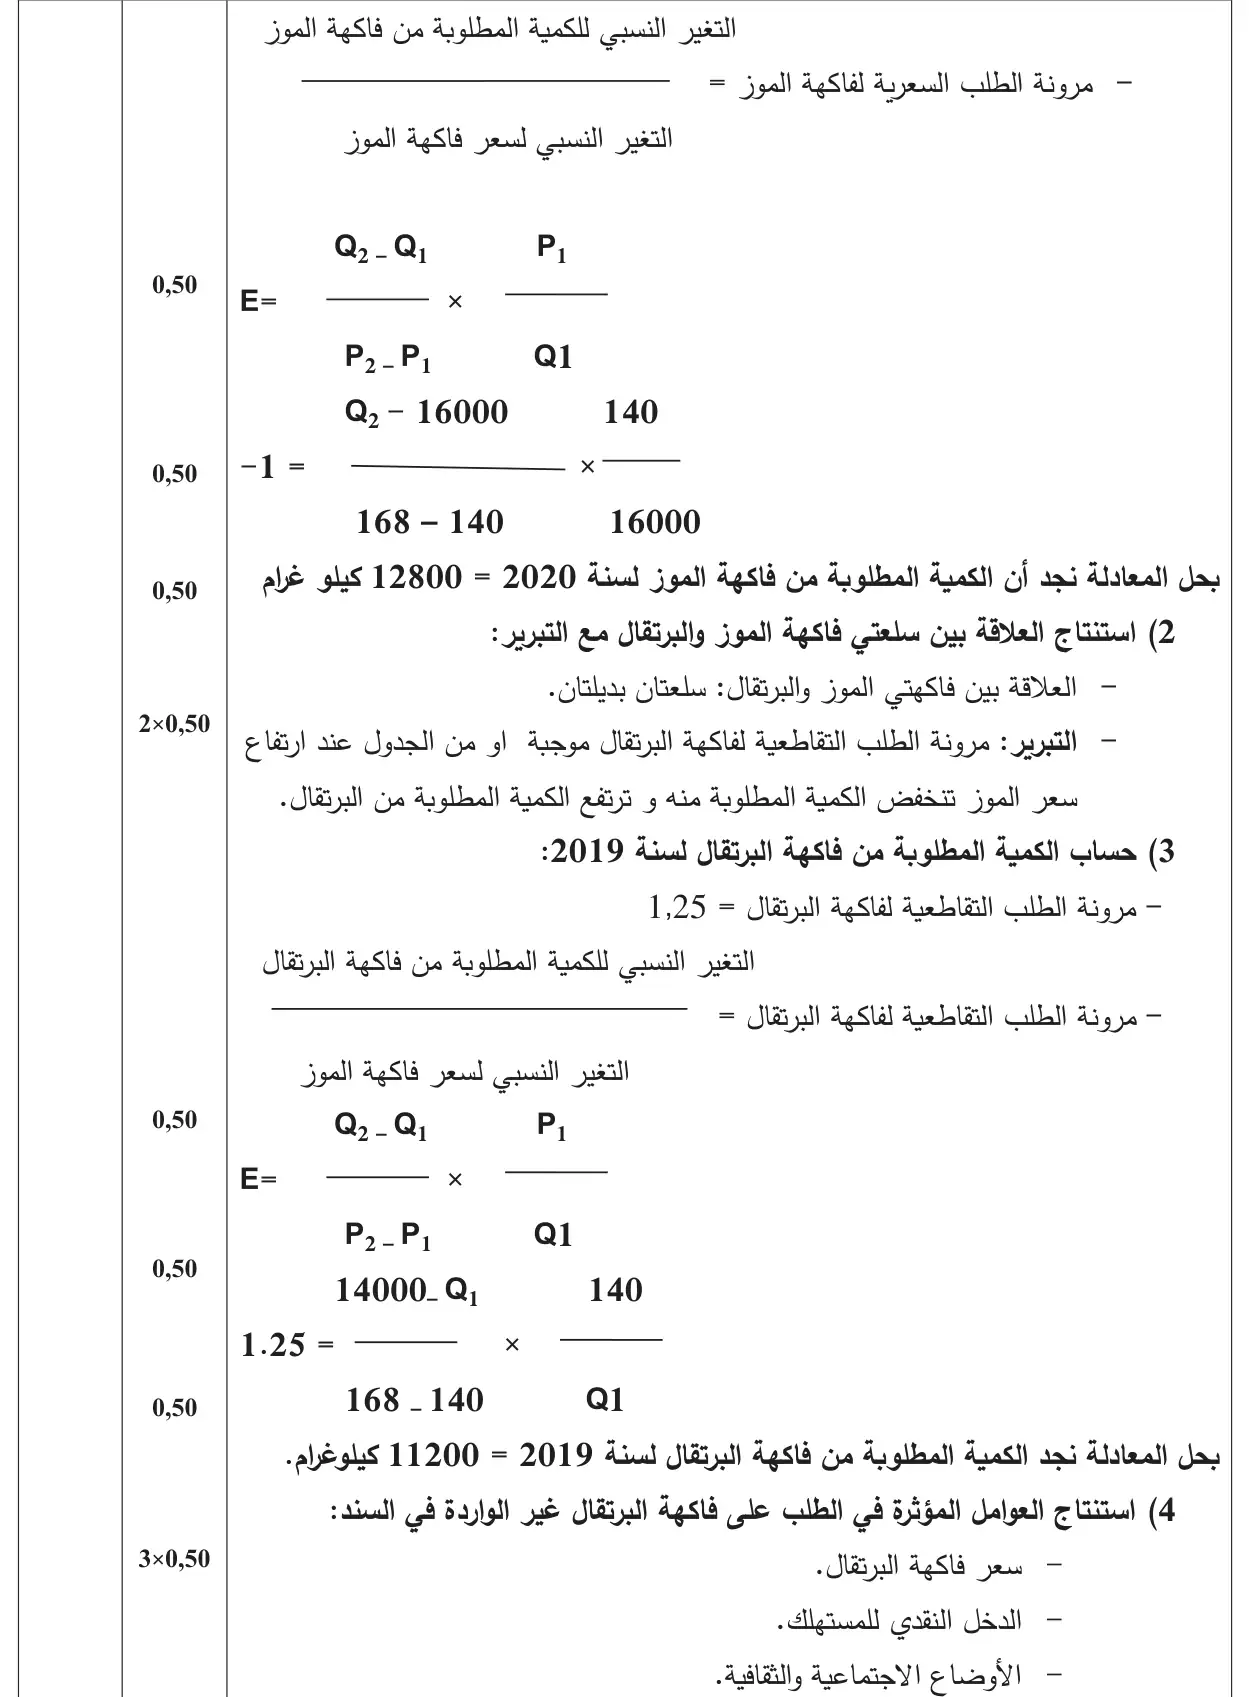 التغير النسبي للكمية المطلوبة من فاكهة الموز
- مرونة الطلب السعرية لفاكهة الموز =
التغير النسبي لسعر فاكهة الموز
Q2 – Q1 P1
0,50
E= ×
P2 – P1 Q1
Q2 – 16000 140
0,50
–1 = ×
168 – 140 16000
بحل المعادلة نجد أن الكمية المطلوبة من فاكهة الموز لسنة 2020 = 12800 كيلو غرام
0,50
2) استنتاج العلاقة بين سلعتي فاكهة الموز والبرتقال مع التبرير:
- العلاقة بين فاكهتي الموز والبرتقال: سلعتان بديلتان.
2×0,50
- التبرير: مرونة الطلب التقاطعية لفاكهة البرتقال موجبة او من الجدول عند ارتفاع
سعر الموز تنخفض الكمية المطلوبة منه و ترتفع الكمية المطلوبة من البرتقال.
3) حساب الكمية المطلوبة من فاكهة البرتقال لسنة 2019:
- مرونة الطلب التقاطعية لفاكهة البرتقال = 1,25
التغير النسبي للكمية المطلوبة من فاكهة البرتقال
- مرونة الطلب التقاطعية لفاكهة البرتقال =
التغير النسبي لسعر فاكهة الموز
Q2 – Q1 P1
0,50
E= ×
P2 – P1 Q1
0,50
14000– Q1 140
1.25 = ×
168 – 140 Q1
0,50
بحل المعادلة نجد الكمية المطلوبة من فاكهة البرتقال لسنة 2019 = 11200 كيلوغرام.
4) استنتاج العوامل المؤثرة في الطلب على فاكهة البرتقال غير الواردة في السند:
3×0,50
- سعر فاكهة البرتقال.
- الدخل النقدي للمستهلك.
- الأوضاع الاجتماعية والثقافية.